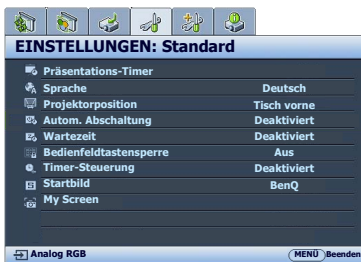 EINSTELLUNGEN: Standard
Präsentations-Timer
Sprache Deutsch
Projektorposition Tisch vorne
Autom. Abschaltung Deaktiviert
Wartezeit Deaktiviert
Bedienfeldtastensperre Aus
Timer-Steuerung Deaktiviert
Startbild BenQ
My Screen
Analog RGB MENÜ Beenden